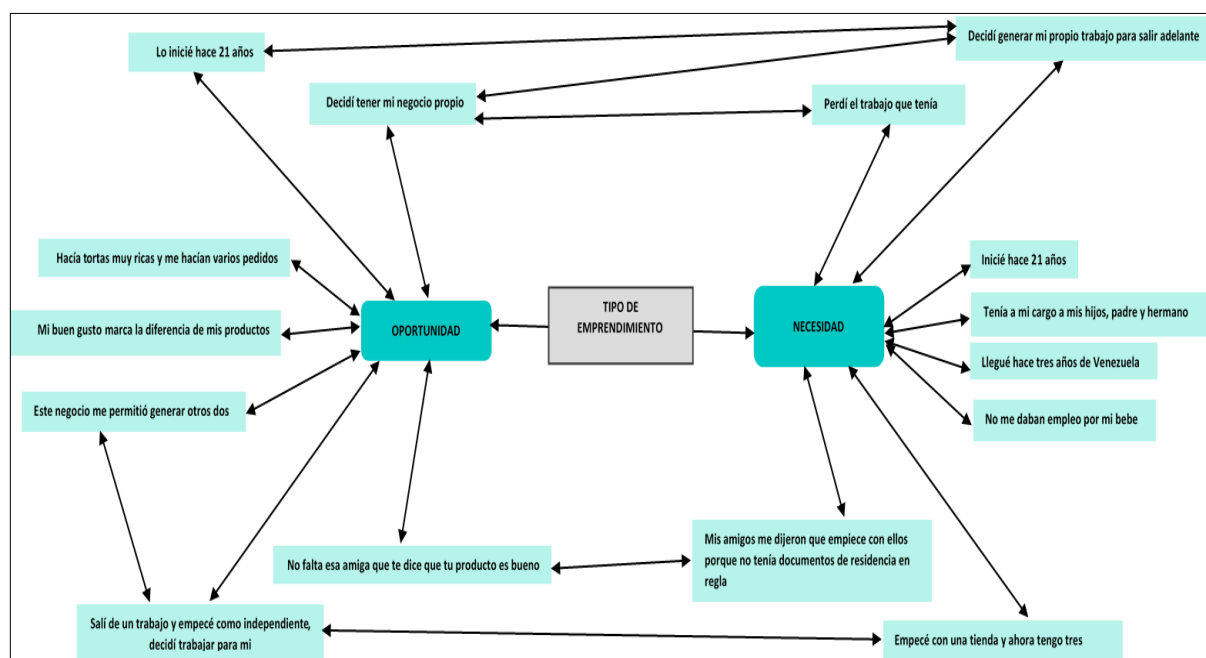 Lo inicié hace 21 años
Decidí generar mi propio trabajo para salir adelante
Decidí tener mi negocio propio
Perdí el trabajo que tenía
Hacía tortas muy ricas y me hacían varios pedidos
Inicié hace 21 años
TIPO DE
EMPRENDIMIENTO
OPORTUNIDAD
NECESIDAD
Tenía a mi cargo a mis hijos, padre y hermano
Mi buen gusto marca la diferencia de mis productos
Llegué hace tres años de Venezuela
Este negocio me permitió generar otros dos
No me daban empleo por mi bebe
Mis amigos me dijeron que empiece con ellos
porque no tenía documentos de residencia en
regla
No falta esa amiga que te dice que tu producto es bueno
Salí de un trabajo y empecé como independiente,
decidí trabajar para mi
Empecé con una tienda y ahora tengo tres